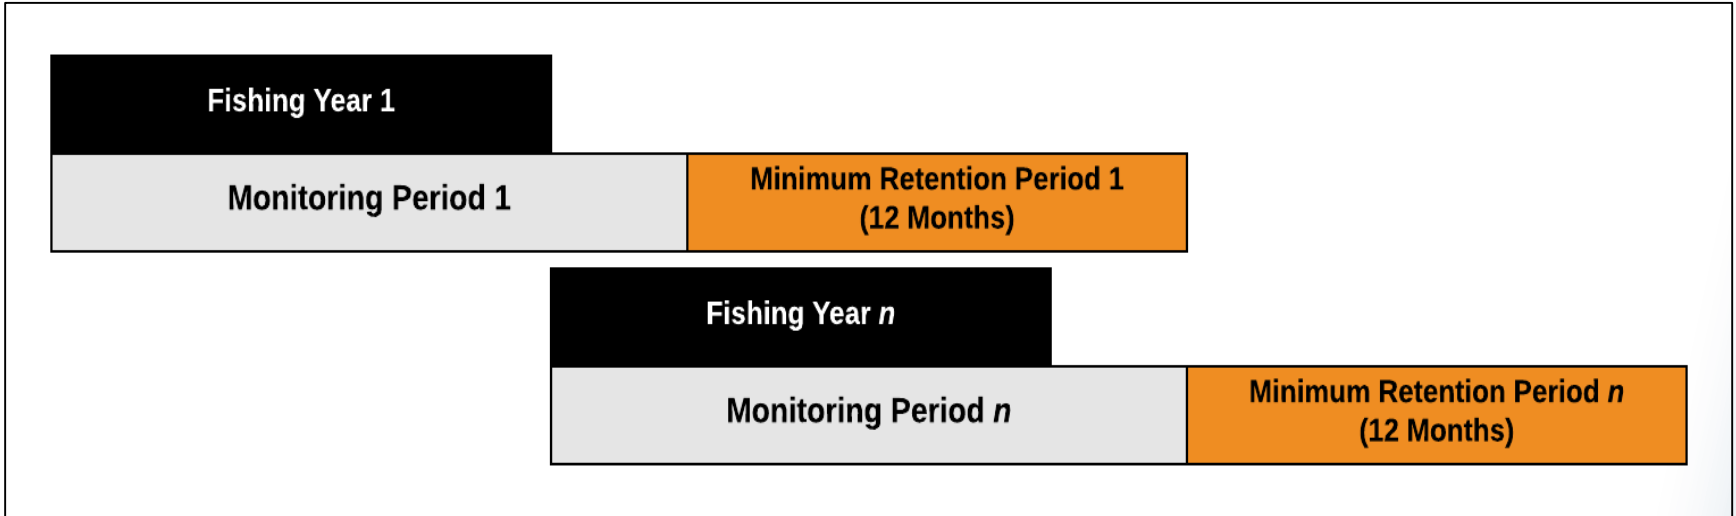 Fishing Year 1
Monitoring Period 1
Minimum Retention Period 1
(12 Months)
Fishing Year n
Monitoring Period n
Minimum Retention Period n
(12 Months)